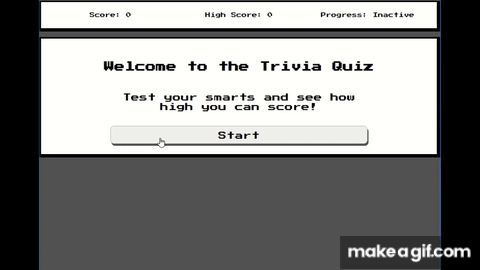 Score: 0 High Score: 0 Progress: Inactive
Welcome to the Trivia Quiz
Test your smarts and see how
high you can score!
Start
makeagif.com